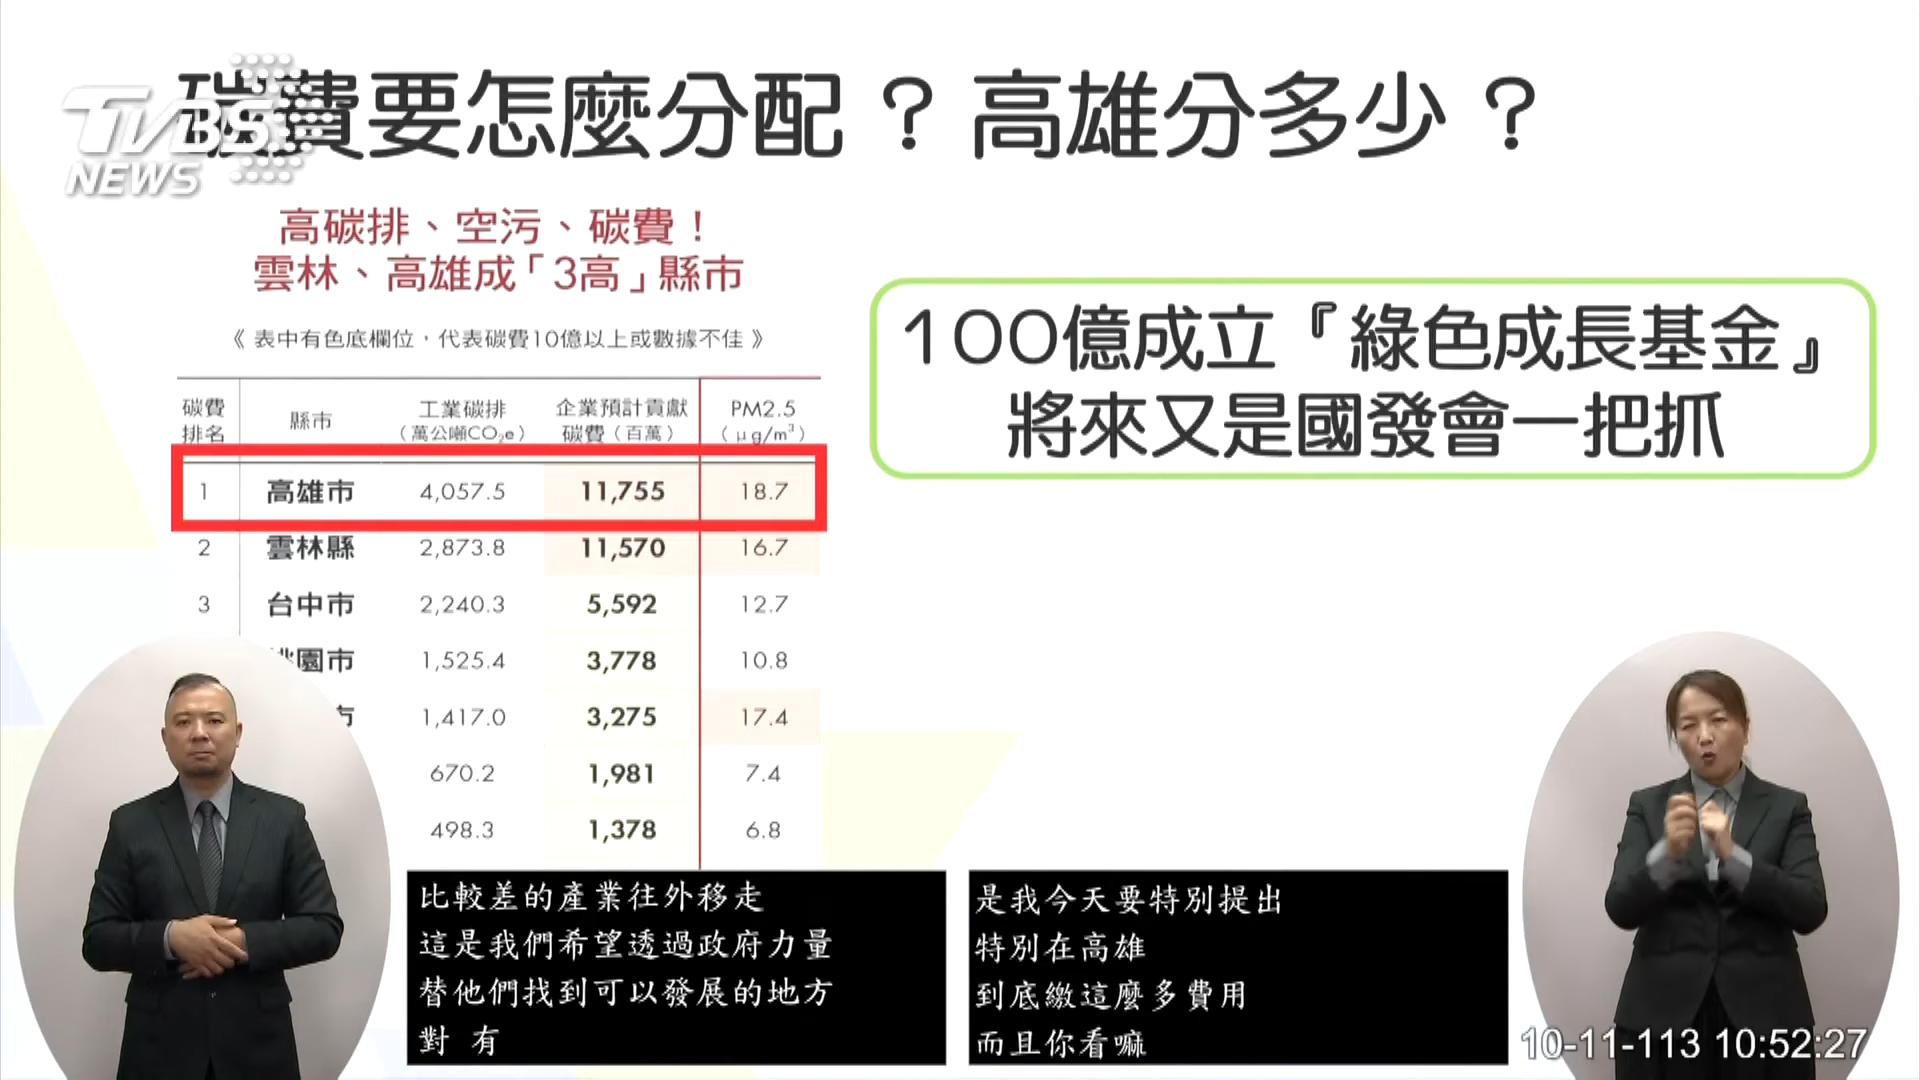 碳費要怎麼分配？高雄分多少？
TVBS
NEWS
高碳排、空污、碳費！
雲林、高雄成「3高」縣市
《表中有色底欄位，代表碳費10億以上或數據不佳》
碳費排名 縣市 工業碳排（萬公噸CO₂e） 企業預計貢獻碳費（百萬） PM2.5（μg/m³）
1 高雄市 4,057.5 11,755 18.7
2 雲林縣 2,873.8 11,570 16.7
3 台中市 2,240.3 5,592 12.7
園市 1,525.4 3,778 10.8
市 1,417.0 3,275 17.4
670.2 1,981 7.4
498.3 1,378 6.8
100億成立『綠色成長基金』
將來又是國發會一把抓
比較差的產業往外移走
這是我們希望透過政府力量
替他們找到可以發展的地方
對 有
是我今天要特別提出
特別在高雄
到底繳這麼多費用
而且你看嘛
10-11-113 10:52:27